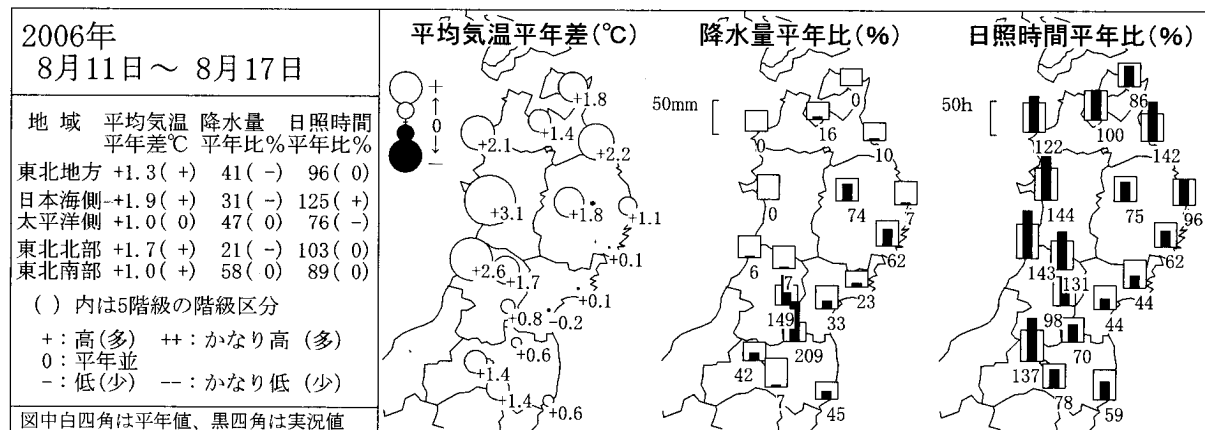 2006年
8月11日～ 8月17日
地 域 平均気温 降水量 日照時間
平年差℃ 平年比% 平年比%
東北地方 +1.3( +) 41( -) 96( 0)
日本海側 +1.9( +) 31( -) 125( +)
太平洋側 +1.0( 0) 47( 0) 76( -)
東北北部 +1.7( +) 21( -) 103( 0)
東北南部 +1.0( +) 58( 0) 89( 0)
( ) 内は5階級の階級区分
+：高(多) ++：かなり高 (多)
0：平年並
-：低(少) --：かなり低 (少)
図中白四角は平年値、黒四角は実況値
平均気温平年差(℃)
+
↑
0
↓
-
+1.8
+1.4
+2.1
+2.2
+3.1
+1.8
+1.1
+0.1
+2.6
+1.7
+0.1
+0.8
-0.2
+0.6
+1.4
+1.4
+0.6
降水量平年比(%)
50mm
0
16
0
10
0
74
7
62
6
7
23
149
33
209
42
7
45
日照時間平年比(%)
50h
86
100
122
142
144
75
96
62
143
131
44
98
44
70
137
78
59